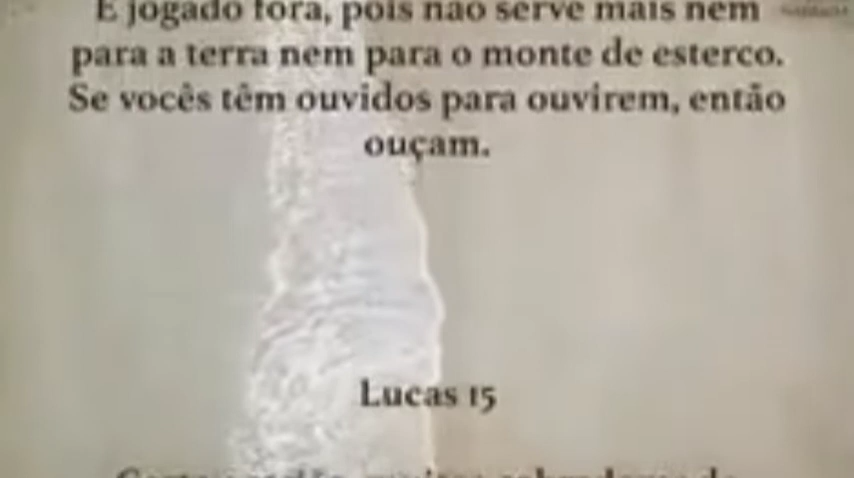 É jogado fora, pois não serve mais nem
para a terra nem para o monte de esterco.
Se vocês têm ouvidos para ouvirem, então
ouçam.
Lucas 15